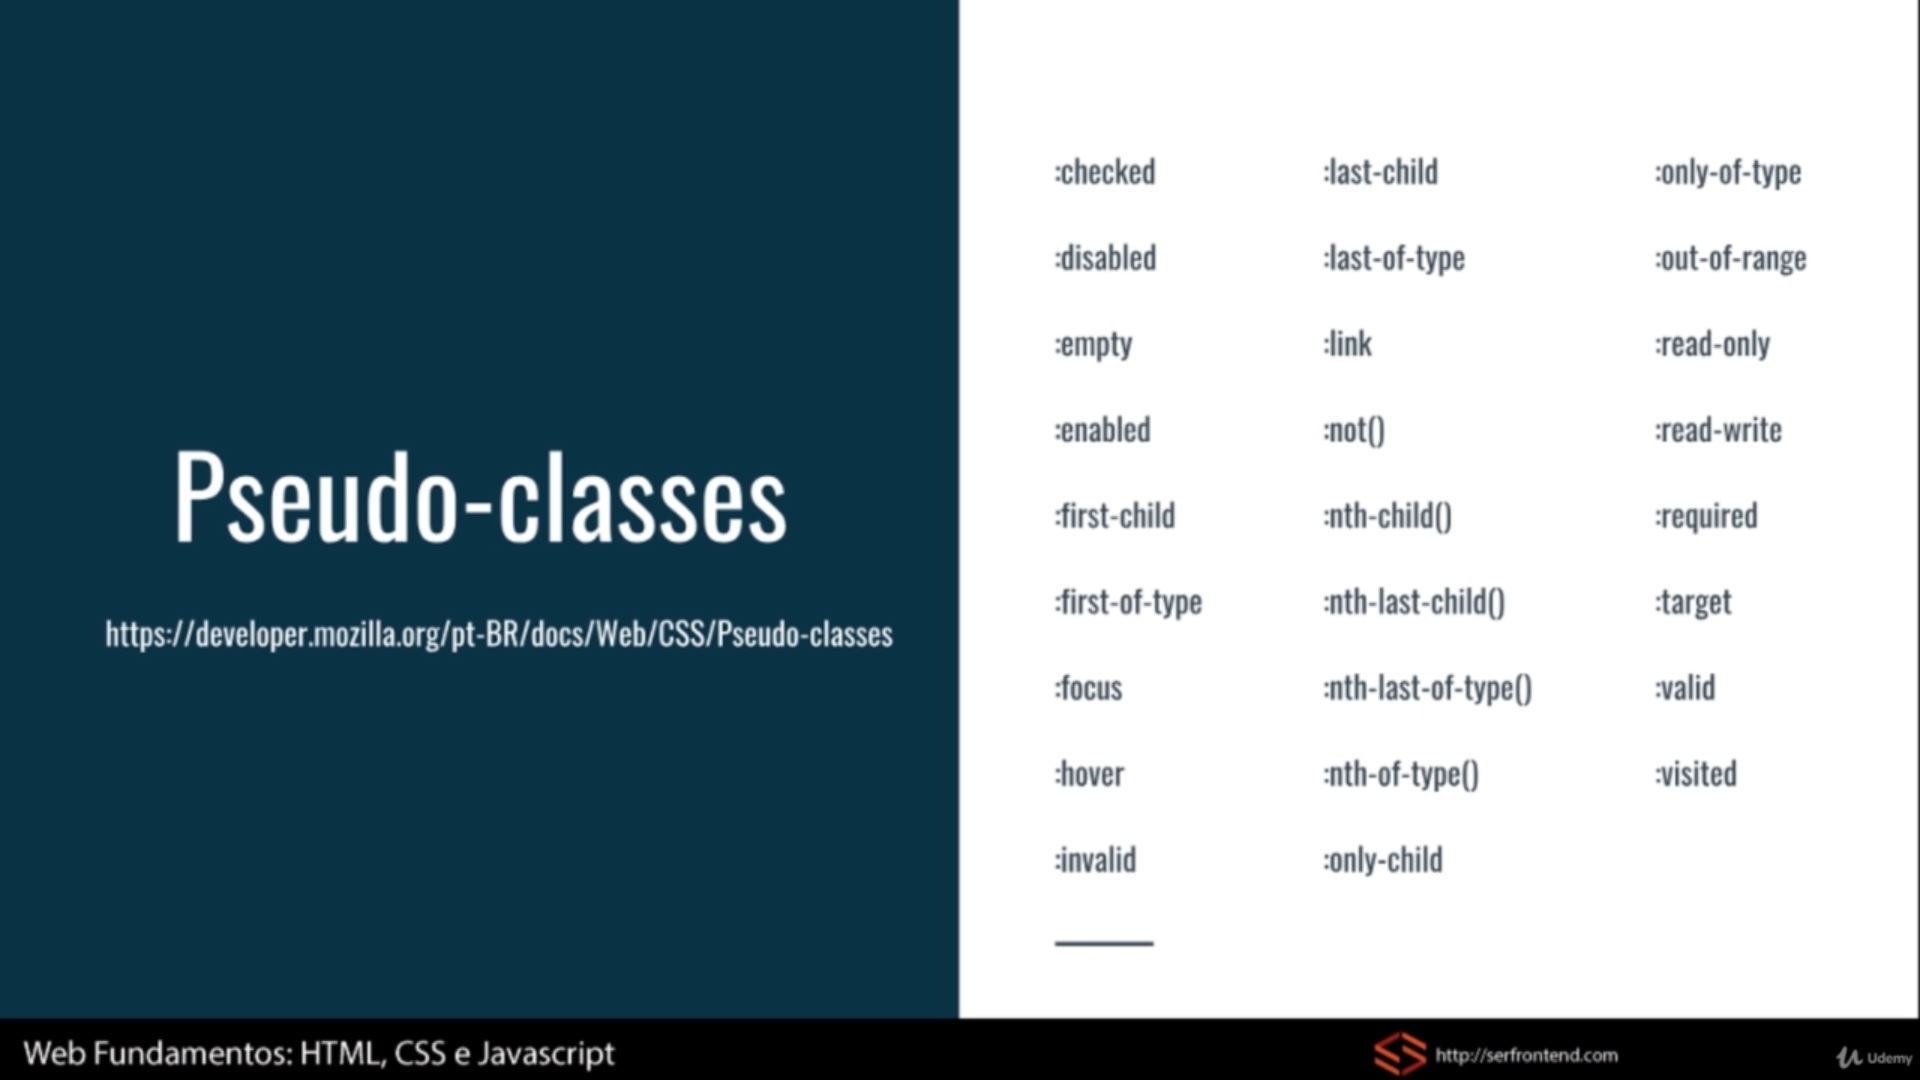 Pseudo-classes
https://developer.mozilla.org/pt-BR/docs/Web/CSS/Pseudo-classes
:checked
:disabled
:empty
:enabled
:first-child
:first-of-type
:focus
:hover
:invalid
:last-child
:last-of-type
:link
:not()
:nth-child()
:nth-last-child()
:nth-last-of-type()
:nth-of-type()
:only-child
:only-of-type
:out-of-range
:read-only
:read-write
:required
:target
:valid
:visited
Web Fundamentos: HTML, CSS e Javascript
http://serfrontend.com
Udemy